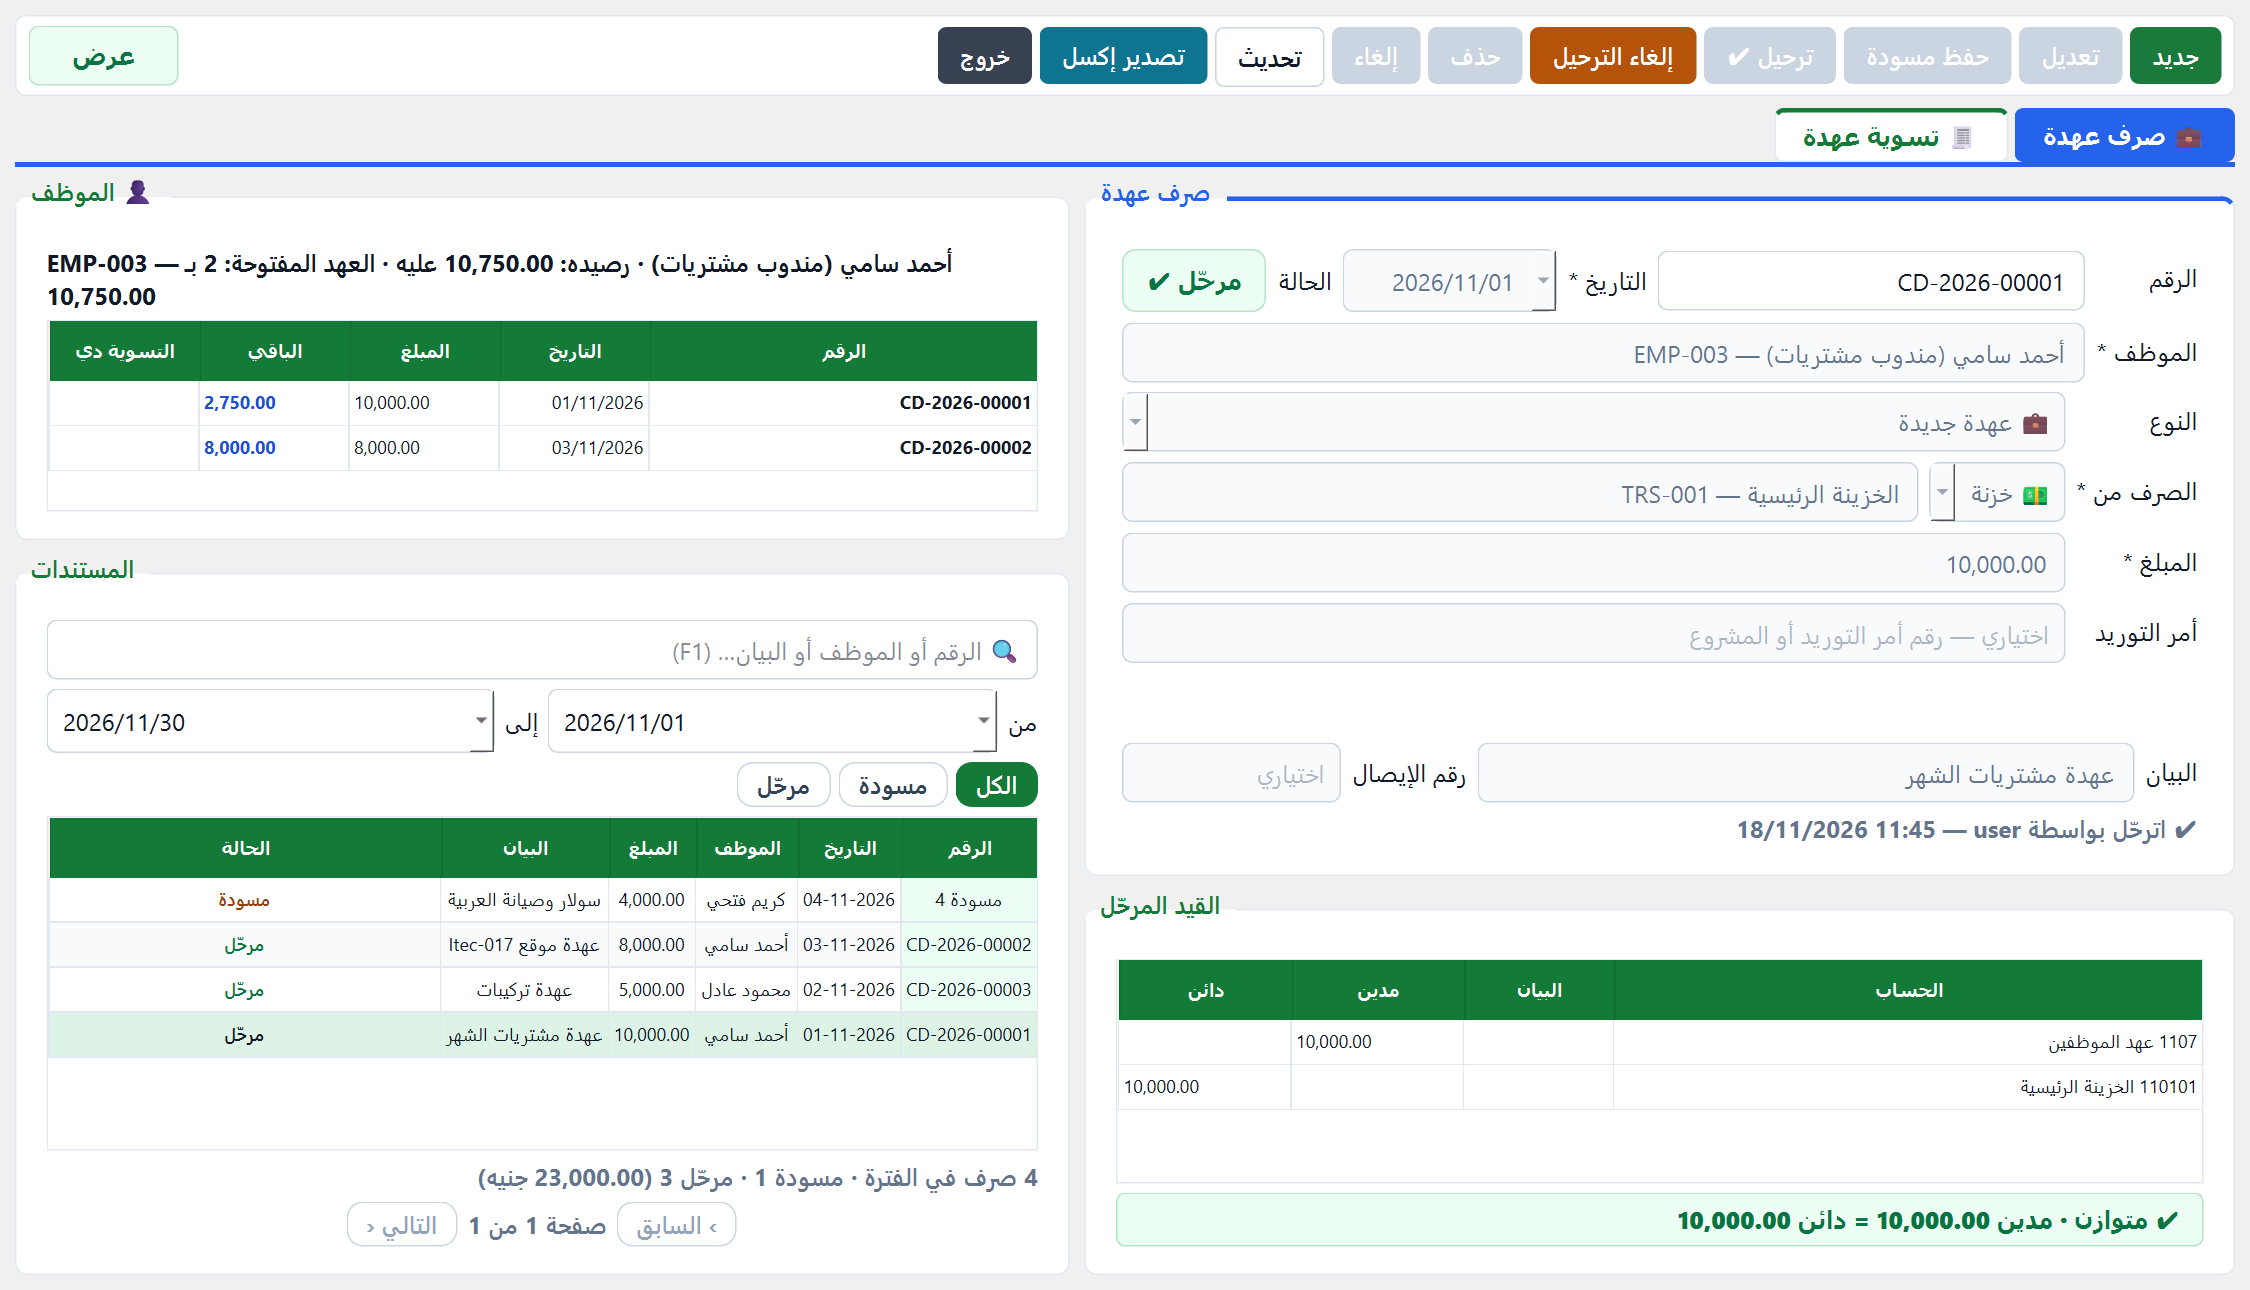 جديد تعديل حفظ مسودة ترحيل ✔ إلغاء الترحيل حذف إلغاء تحديث تصدير إكسل خروج عرض
صرف عهدة تسوية عهدة
صرف عهدة
الرقم CD-2026-00001 التاريخ * 2026/11/01 الحالة مرحّل ✔
الموظف * أحمد سامي (مندوب مشتريات) — EMP-003
النوع عهدة جديدة
الصرف من * خزنة الخزينة الرئيسية — TRS-001
المبلغ * 10,000.00
أمر التوريد اختياري — رقم أمر التوريد أو المشروع
البيان عهدة مشتريات الشهر رقم الإيصال اختياري
✔ اترحّل بواسطة user — 18/11/2026 11:45
القيد المرحّل
الحساب البيان مدين دائن
1107 عهد الموظفين 10,000.00
110101 الخزينة الرئيسية 10,000.00
✔ متوازن · مدين 10,000.00 = دائن 10,000.00
الموظف
أحمد سامي (مندوب مشتريات) · رصيده: 10,750.00 عليه · العهد المفتوحة: 2 بـ — EMP-003
10,750.00
الرقم التاريخ المبلغ الباقي التسوية دي
CD-2026-00001 01/11/2026 10,000.00 2,750.00
CD-2026-00002 03/11/2026 8,000.00 8,000.00
المستندات
الرقم أو الموظف أو البيان... (F1)
من 2026/11/01 إلى 2026/11/30
الكل مسودة مرحّل
الرقم التاريخ الموظف المبلغ البيان الحالة
مسودة 4 04-11-2026 كريم فتحي 4,000.00 سولار وصيانة العربية مسودة
CD-2026-00002 03-11-2026 أحمد سامي 8,000.00 عهدة موقع Itec-017 مرحّل
CD-2026-00003 02-11-2026 محمود عادل 5,000.00 عهدة تركيبات مرحّل
CD-2026-00001 01-11-2026 أحمد سامي 10,000.00 عهدة مشتريات الشهر مرحّل
4 صرف في الفترة · مسودة 1 · مرحّل 3 (23,000.00 جنيه)
‹ السابق صفحة 1 من 1 التالي ›